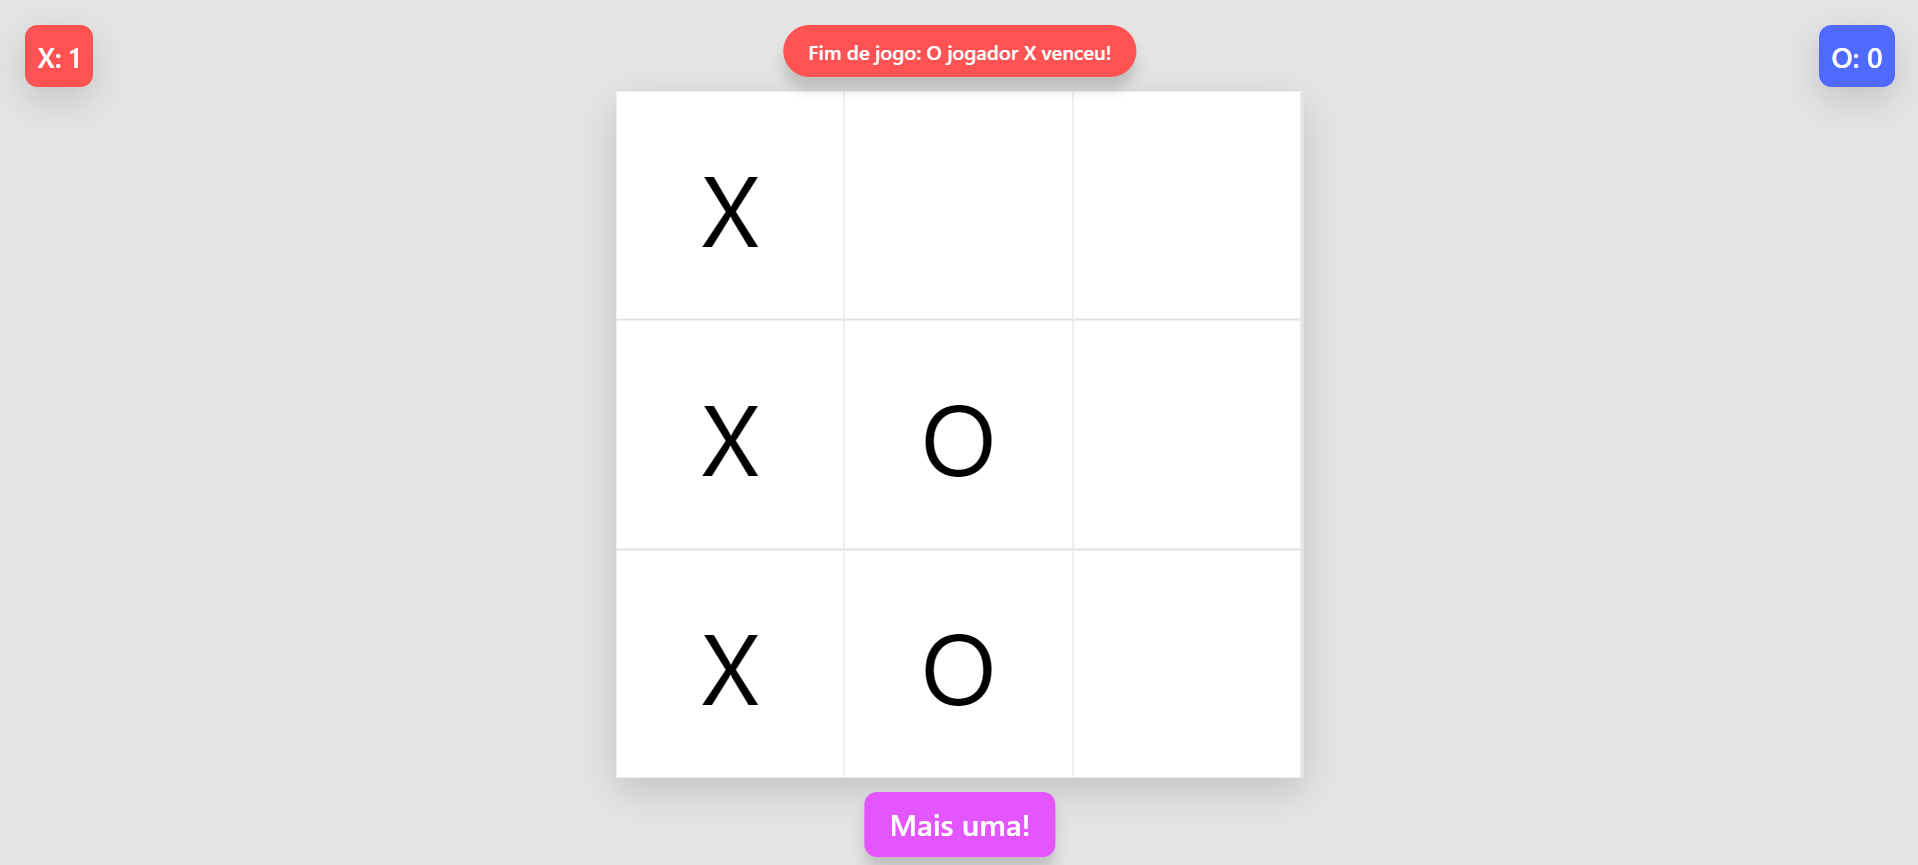 X: 1
Fim de jogo: O jogador X venceu!
O: 0
X
X O
X O
Mais uma!